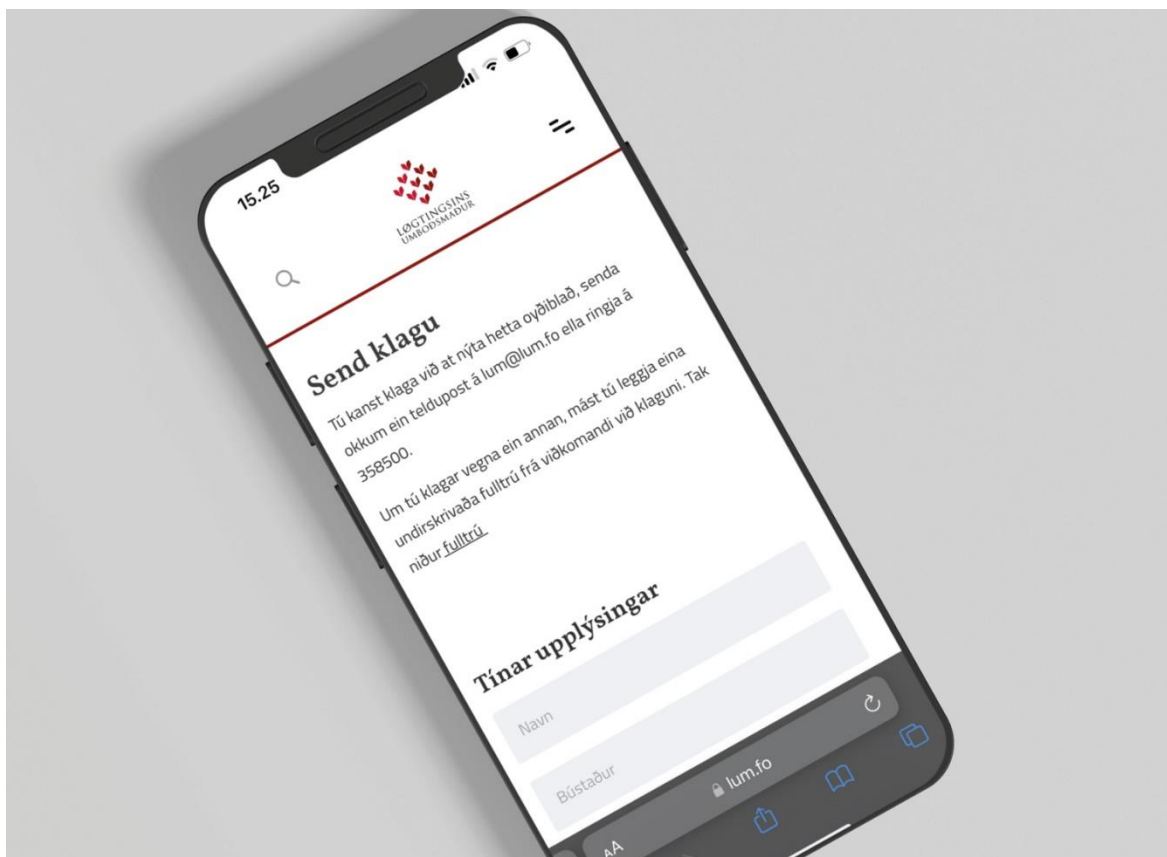 15.25
LØGTINGSINS
UMBOÐSMAÐUR
Send klagu
Tú kanst klaga við at nýta hetta oyðiblað, senda
okkum ein teldupost á lum@lum.fo ella ringja á
358500.
Um tú klagar vegna ein annan, mást tú leggja eina
undirskrivaða fulltrú frá viðkomandi við klaguni. Tak
niður fulltrú
Tínar upplýsingar
Navn
Bústaður
AA
lum.fo